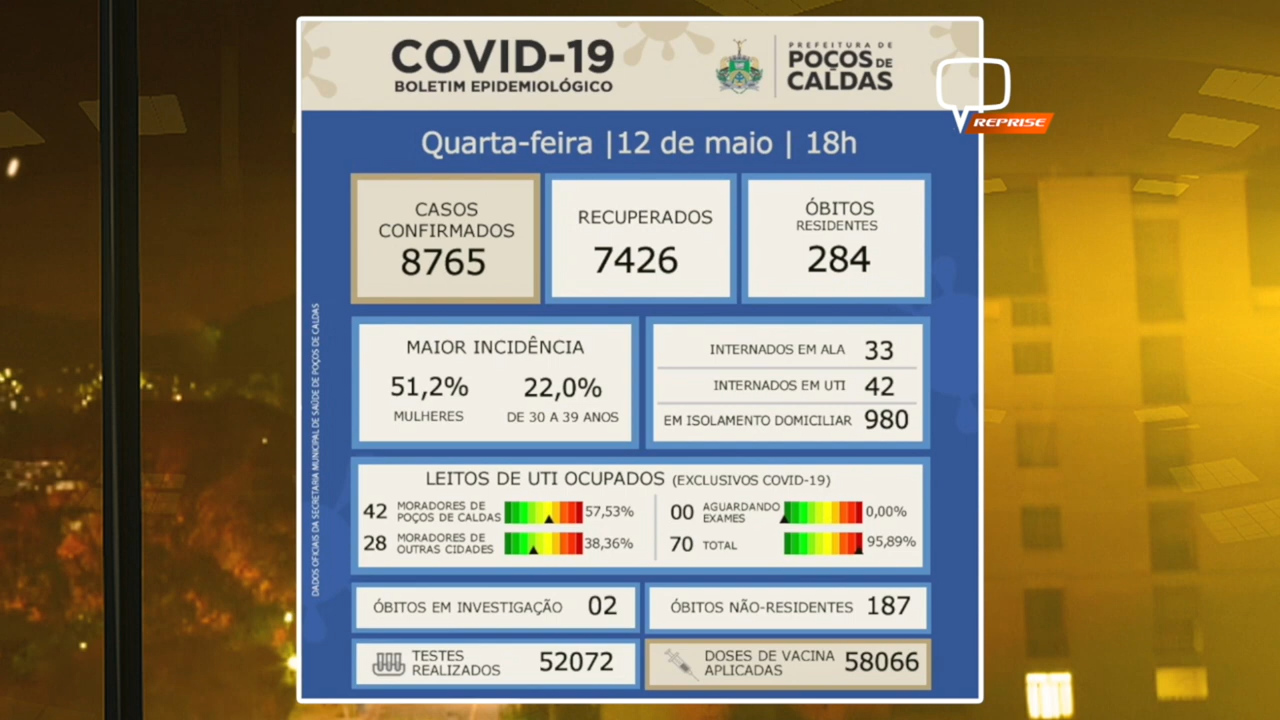 COVID-19
BOLETIM EPIDEMIOLÓGICO
PREFEITURA DE
POÇOS DE
CALDAS
REPRISE
Quarta-feira |12 de maio | 18h
CASOS
CONFIRMADOS
8765
RECUPERADOS
7426
ÓBITOS
RESIDENTES
284
MAIOR INCIDÊNCIA
51,2% 22,0%
MULHERES DE 30 A 39 ANOS
INTERNADOS EM ALA 33
INTERNADOS EM UTI 42
EM ISOLAMENTO DOMICILIAR 980
LEITOS DE UTI OCUPADOS (EXCLUSIVOS COVID-19)
42 MORADORES DE
POÇOS DE CALDAS 57,53%
28 MORADORES DE
OUTRAS CIDADES 38,36%
00 AGUARDANDO
EXAMES 0,00%
70 TOTAL 95,89%
ÓBITOS EM INVESTIGAÇÃO 02
ÓBITOS NÃO-RESIDENTES 187
TESTES
REALIZADOS 52072
DOSES DE VACINA
APLICADAS 58066
DADOS OFICIAIS DA SECRETARIA MUNICIPAL DE SAÚDE DE POÇOS DE CALDAS